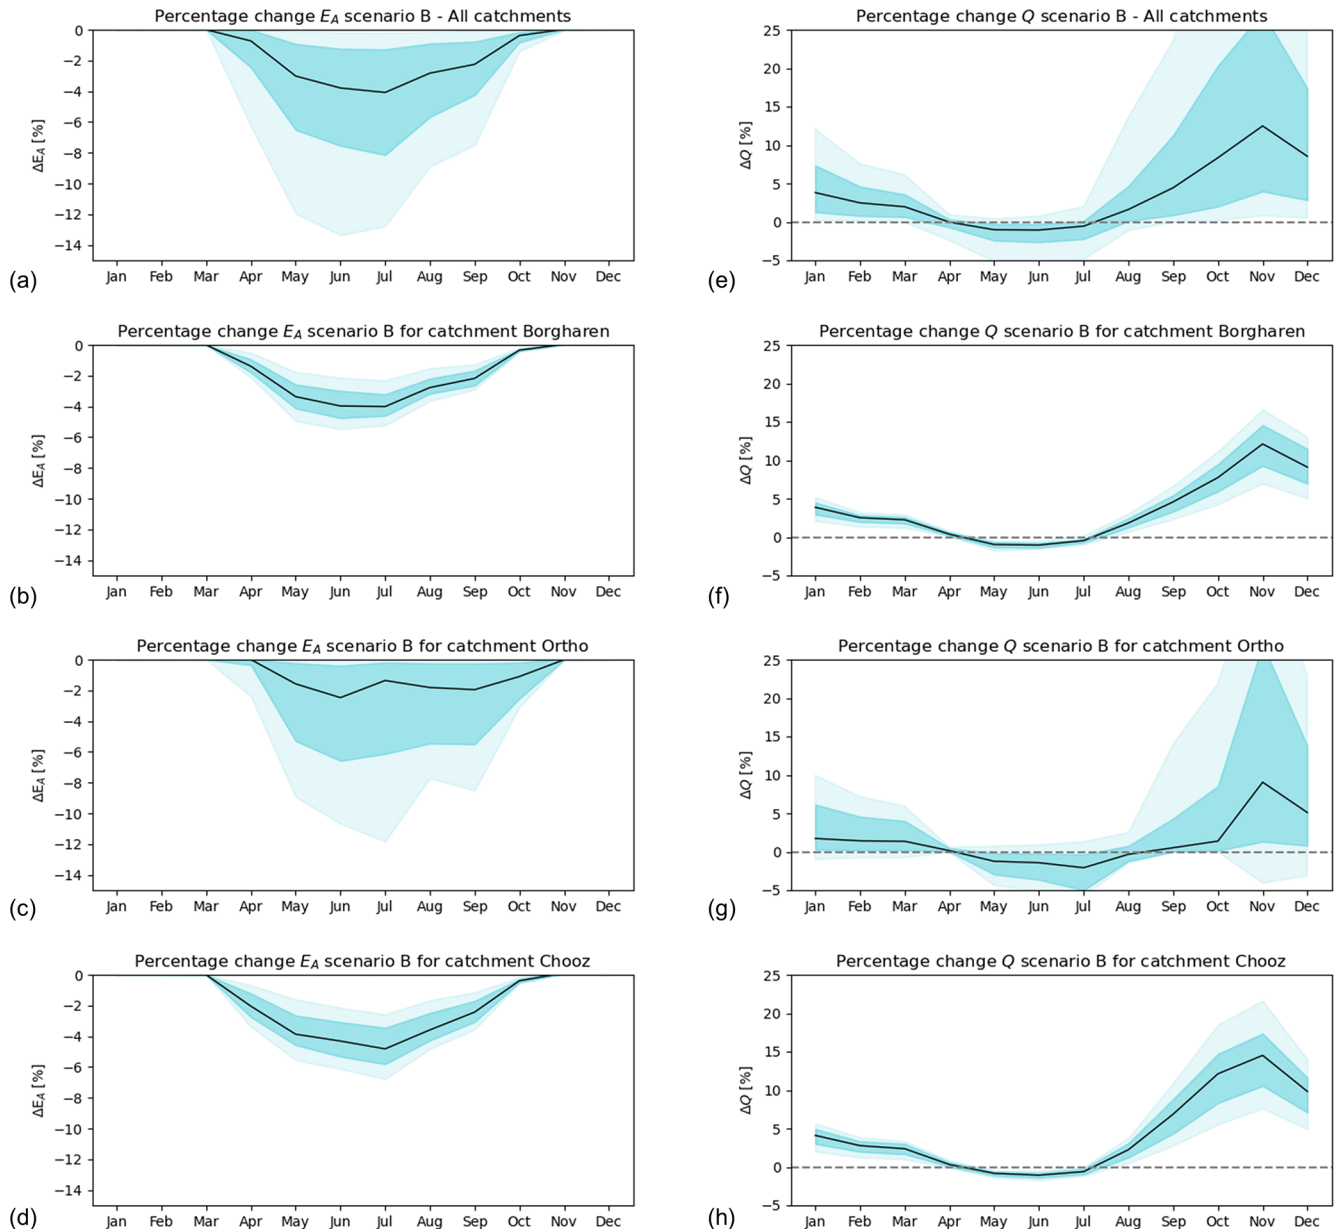 Percentage change E_A scenario B - All catchments
ΔE_A [%]
0
−2
−4
−6
−8
−10
−12
−14
Jan Feb Mar Apr May Jun Jul Aug Sep Oct Nov Dec
(a)
Percentage change Q scenario B - All catchments
ΔQ [%]
25
20
15
10
5
0
−5
Jan Feb Mar Apr May Jun Jul Aug Sep Oct Nov Dec
(e)
Percentage change E_A scenario B for catchment Borgharen
ΔE_A [%]
0
−2
−4
−6
−8
−10
−12
−14
Jan Feb Mar Apr May Jun Jul Aug Sep Oct Nov Dec
(b)
Percentage change Q scenario B for catchment Borgharen
ΔQ [%]
25
20
15
10
5
0
−5
Jan Feb Mar Apr May Jun Jul Aug Sep Oct Nov Dec
(f)
Percentage change E_A scenario B for catchment Ortho
ΔE_A [%]
0
−2
−4
−6
−8
−10
−12
−14
Jan Feb Mar Apr May Jun Jul Aug Sep Oct Nov Dec
(c)
Percentage change Q scenario B for catchment Ortho
ΔQ [%]
25
20
15
10
5
0
−5
Jan Feb Mar Apr May Jun Jul Aug Sep Oct Nov Dec
(g)
Percentage change E_A scenario B for catchment Chooz
ΔE_A [%]
0
−2
−4
−6
−8
−10
−12
−14
Jan Feb Mar Apr May Jun Jul Aug Sep Oct Nov Dec
(d)
Percentage change Q scenario B for catchment Chooz
ΔQ [%]
25
20
15
10
5
0
−5
Jan Feb Mar Apr May Jun Jul Aug Sep Oct Nov Dec
(h)